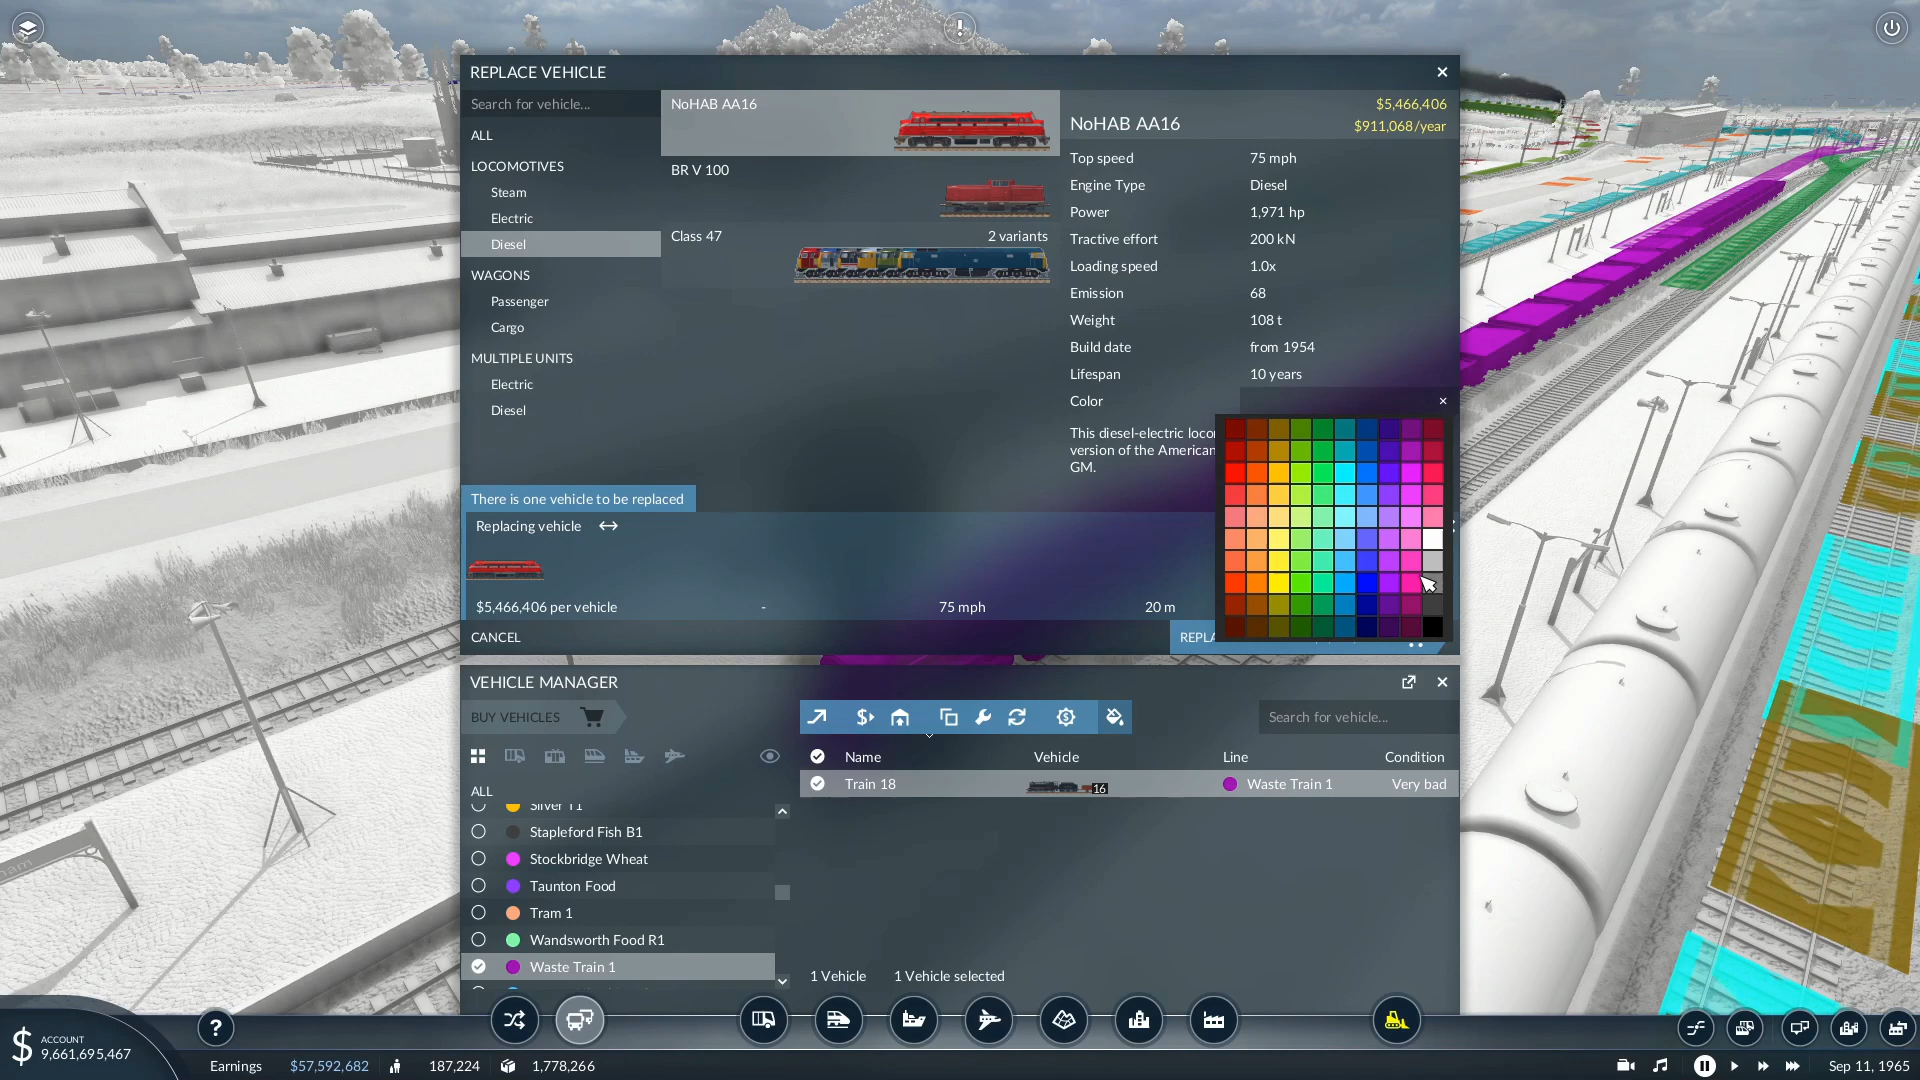 REPLACE VEHICLE
Search for vehicle...
ALL
LOCOMOTIVES
Steam
Electric
Diesel
WAGONS
Passenger
Cargo
MULTIPLE UNITS
Electric
Diesel
NoHAB AA16
BR V 100
Class 47 2 variants
$5,466,406
NoHAB AA16
$911,068/year
Top speed 75 mph
Engine Type Diesel
Power 1,971 hp
Tractive effort 200 kN
Loading speed 1.0x
Emission 68
Weight 108 t
Build date from 1954
Lifespan 10 years
Color
This diesel-electric locor
version of the American
GM.
There is one vehicle to be replaced
Replacing vehicle
$5,466,406 per vehicle - 75 mph 20 m
CANCEL
REPLA
VEHICLE MANAGER
BUY VEHICLES
Search for vehicle...
ALL
Silver T1
Stapleford Fish B1
Stockbridge Wheat
Taunton Food
Tram 1
Wandsworth Food R1
Waste Train 1
Name Vehicle Line Condition
Train 18 16 Waste Train 1 Very bad
1 Vehicle 1 Vehicle selected
?
$ ACCOUNT
9,661,695,467
Earnings $57,592,682 187,224 1,778,266
Sep 11, 1965